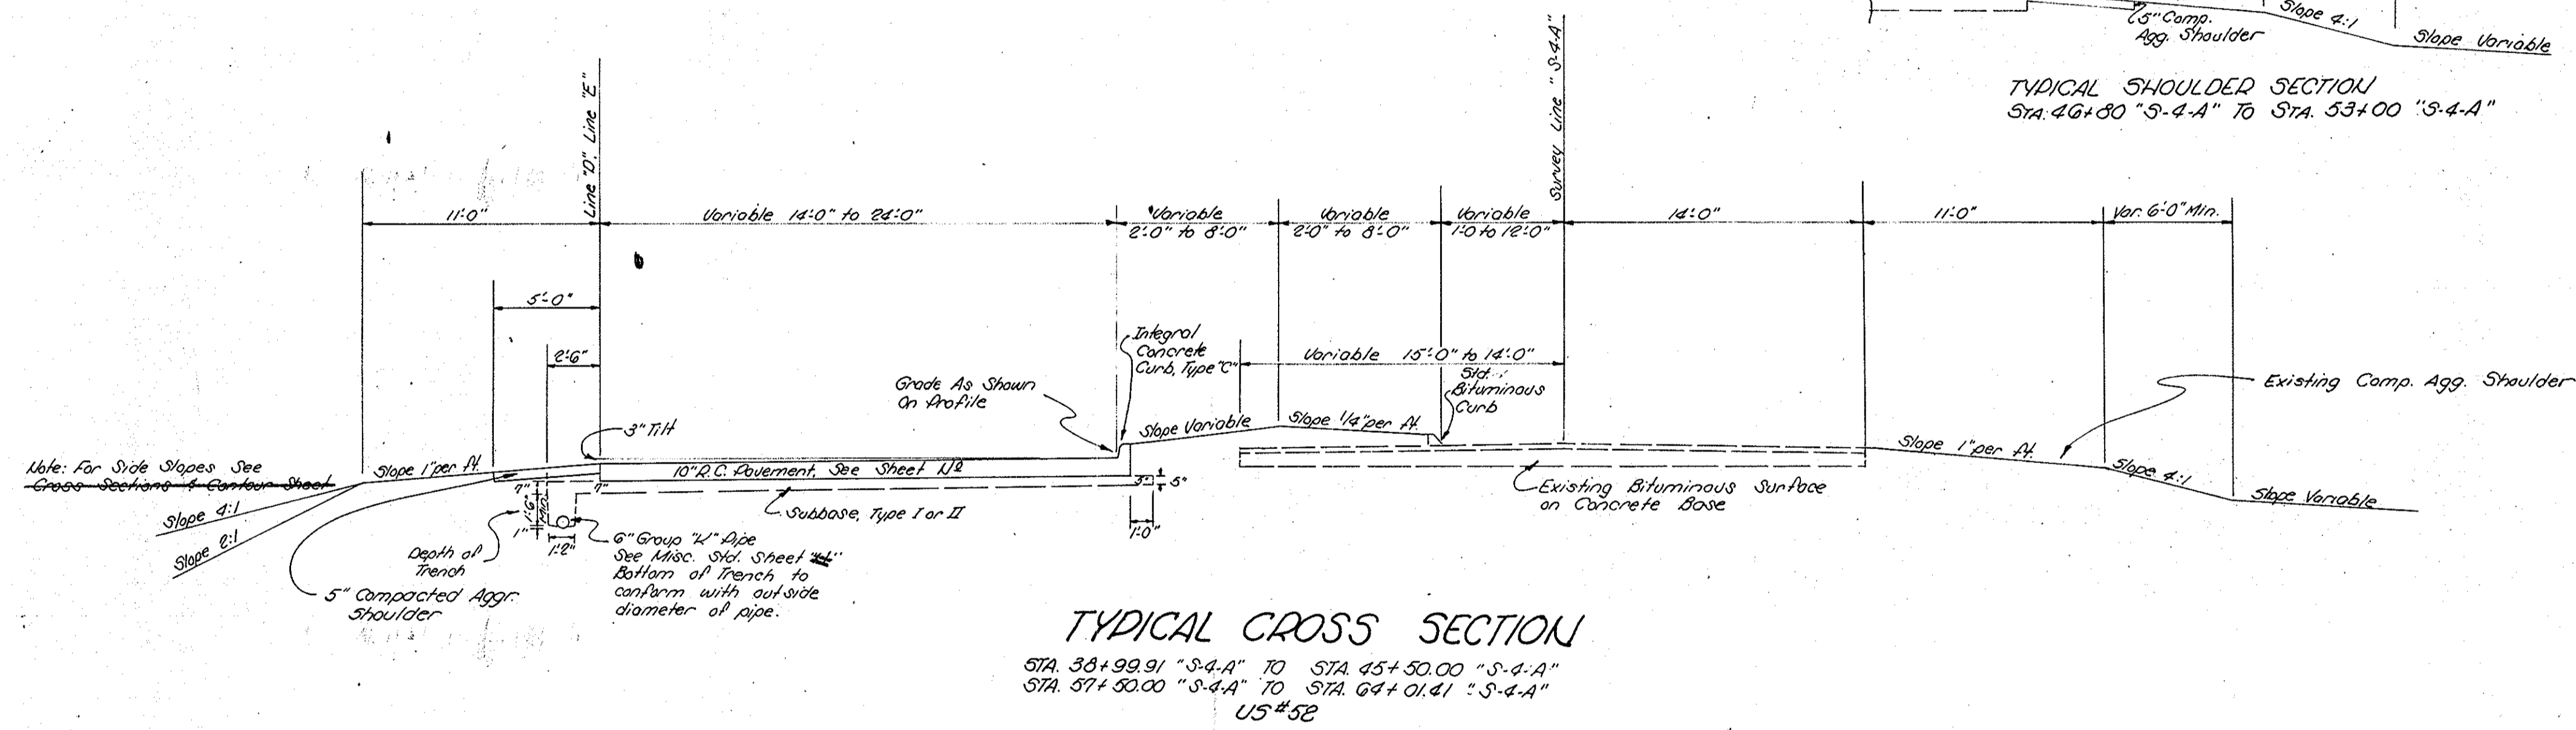 5" Comp.
Agg. Shoulder
Slope 4:1
Slope Variable
TYPICAL SHOULDER SECTION
STA. 46+80 "S-4-A" TO STA. 53+00 "S-4-A"
Line "D", Line "E"
Survey Line "S-4-A"
11'-0"
Variable 14'-0" to 24'-0"
Variable
2'-0" to 8'-0"
Variable
2'-0" to 8'-0"
Variable
1'-0 to 12'-0"
14'-0"
11'-0"
Var. 6'-0" Min.
5'-0"
2'-6"
Integral
Concrete
Curb, Type "C"
Variable 15'-0" to 14'-0"
Std.
Bituminous
Curb
Grade As Shown
On Profile
Existing Comp. Agg. Shoulder
3" Tilt
Slope Variable
Slope 1/4" per ft.
Slope 1" per ft.
Slope 4:1
Slope Variable
Note: For Side Slopes See
Cross Sections & Contour Sheet
Slope 1" per ft.
10" R.C. Pavement, See Sheet No
Slope 4:1
Slope 2:1
7"
7"
1'-6"
Min.
1"
1'-2"
3"
5"
1'-0"
Subbase, Type I or II
Existing Bituminous Surface
on Concrete Base
Depth of
Trench
5" Compacted Aggr.
Shoulder
6" Group "K" Pipe
See Misc. Std. Sheet
Bottom of Trench to
conform with outside
diameter of pipe.
TYPICAL CROSS SECTION
STA. 38+99.91 "S-4-A" TO STA. 45+50.00 "S-4-A"
STA. 57+50.00 "S-4-A" TO STA. 64+01.41 "S-4-A"
US #52